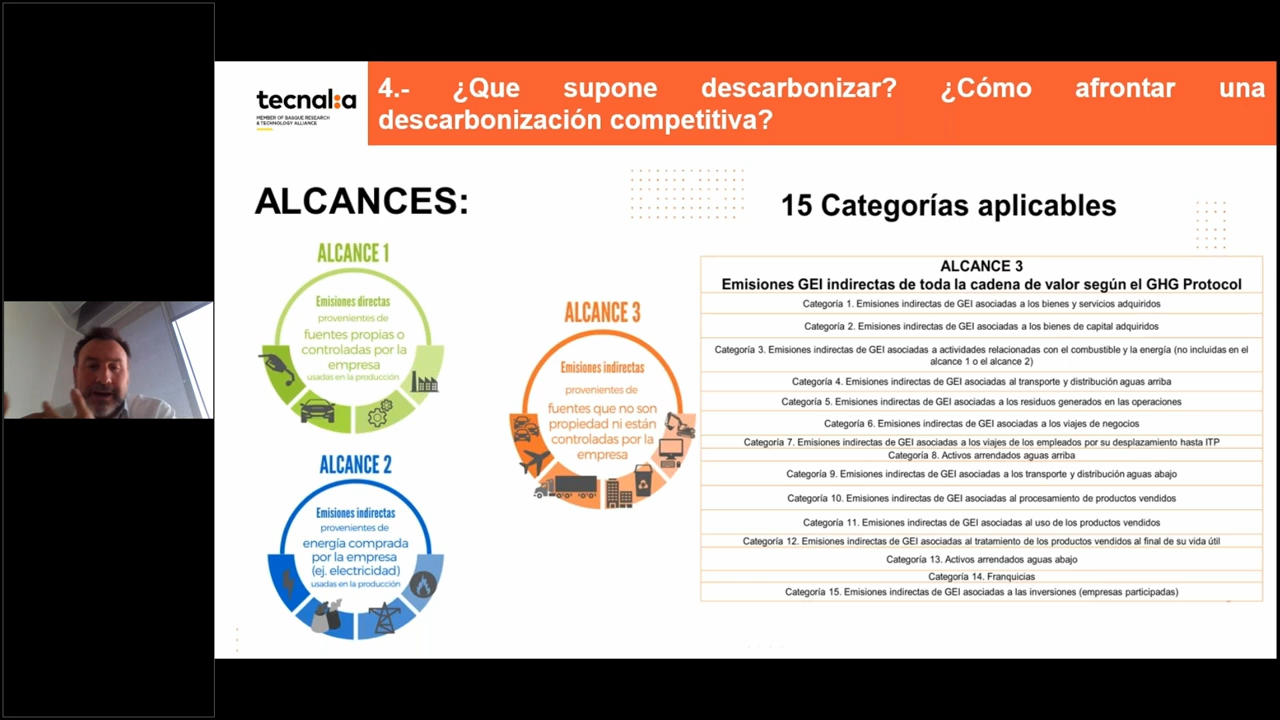 tecnal:a
MEMBER OF BASQUE RESEARCH
& TECHNOLOGY ALLIANCE
4.- ¿Que supone descarbonizar? ¿Cómo afrontar una
descarbonización competitiva?
ALCANCES:
ALCANCE 1
Emisiones directas
provenientes de
fuentes propias o
controladas por la
empresa
usadas en la producción
ALCANCE 2
Emisiones indirectas
provenientes de
energía comprada
por la empresa
(ej. electricidad)
usadas en la producción
ALCANCE 3
Emisiones indirectas
provenientes de
fuentes que no son
propiedad ni están
controladas por la
empresa
15 Categorías aplicables
ALCANCE 3
Emisiones GEI indirectas de toda la cadena de valor según el GHG Protocol
Categoría 1. Emisiones indirectas de GEI asociadas a los bienes y servicios adquiridos
Categoría 2. Emisiones indirectas de GEI asociadas a los bienes de capital adquiridos
Categoría 3. Emisiones indirectas de GEI asociadas a actividades relacionadas con el combustible y la energía (no incluidas en el
alcance 1 o el alcance 2)
Categoría 4. Emisiones indirectas de GEI asociadas al transporte y distribución aguas arriba
Categoría 5. Emisiones indirectas de GEI asociadas a los residuos generados en las operaciones
Categoría 6. Emisiones indirectas de GEI asociadas a los viajes de negocios
Categoría 7. Emisiones indirectas de GEI asociadas a los viajes de los empleados por su desplazamiento hasta ITP
Categoría 8. Activos arrendados aguas arriba
Categoría 9. Emisiones indirectas de GEI asociadas a los transporte y distribución aguas abajo
Categoría 10. Emisiones indirectas de GEI asociadas al procesamiento de productos vendidos
Categoría 11. Emisiones indirectas de GEI asociadas al uso de los productos vendidos
Categoría 12. Emisiones indirectas de GEI asociadas al tratamiento de los productos vendidos al final de su vida útil
Categoría 13. Activos arrendados aguas abajo
Categoría 14. Franquicias
Categoría 15. Emisiones indirectas de GEI asociadas a las inversiones (empresas participadas)